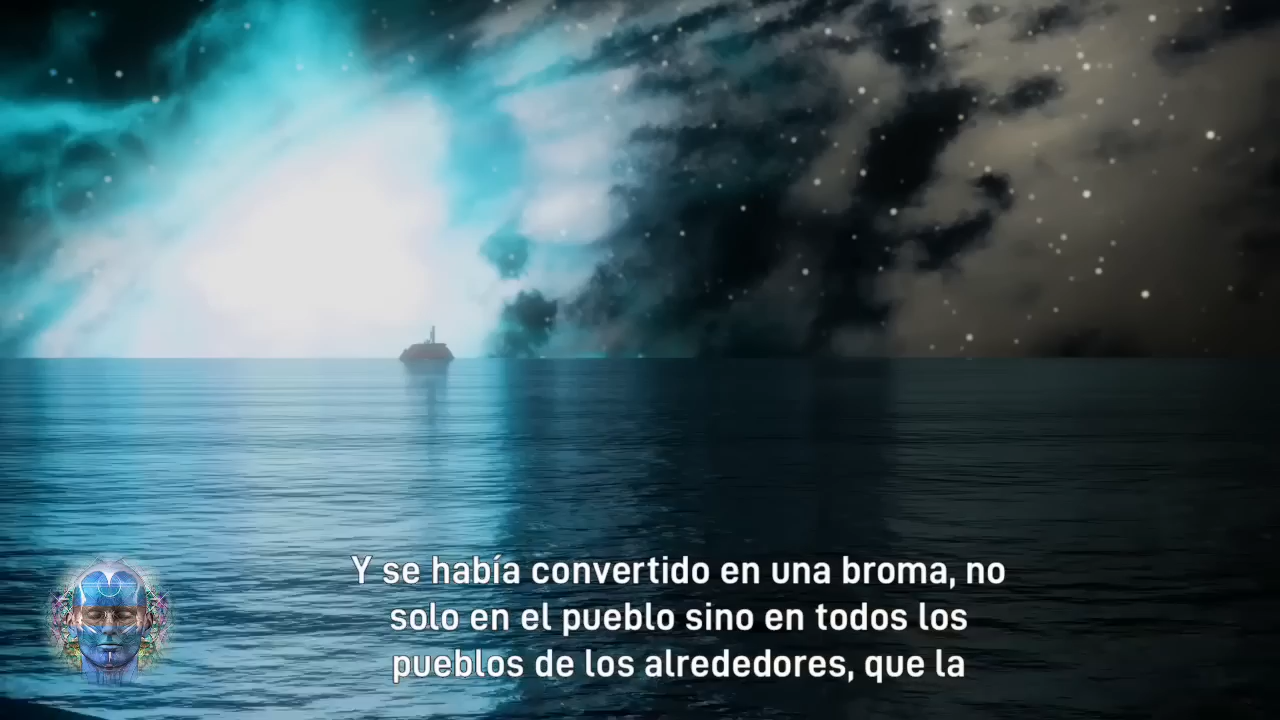 Y se había convertido en una broma, no
solo en el pueblo sino en todos los
pueblos de los alrededores, que la